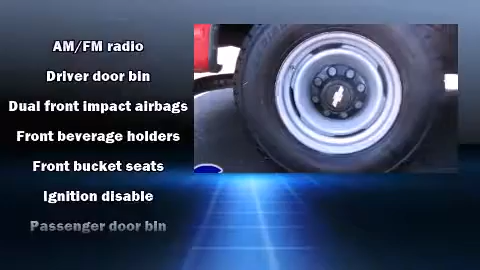 AM/FM radio
Driver door bin
Dual front impact airbags
Front beverage holders
Front bucket seats
Ignition disable
Passenger door bin